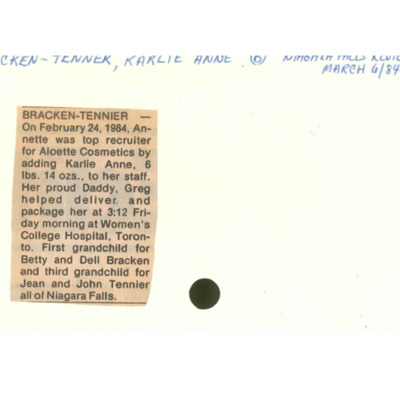 CKEN-TENNER, KARLIE ANNE (b) NIAGARA FALLS REVIE
MARCH 6/84
BRACKEN-TENNIER —
On February 24, 1984, An-
nette was top recruiter
for Aloette Cosmetics by
adding Karlie Anne, 6
lbs. 14 ozs., to her staff.
Her proud Daddy, Greg
helped deliver and
package her at 3:12 Fri-
day morning at Women's
College Hospital, Toron-
to. First grandchild for
Betty and Dell Bracken
and third grandchild for
Jean and John Tennier
all of Niagara Falls.